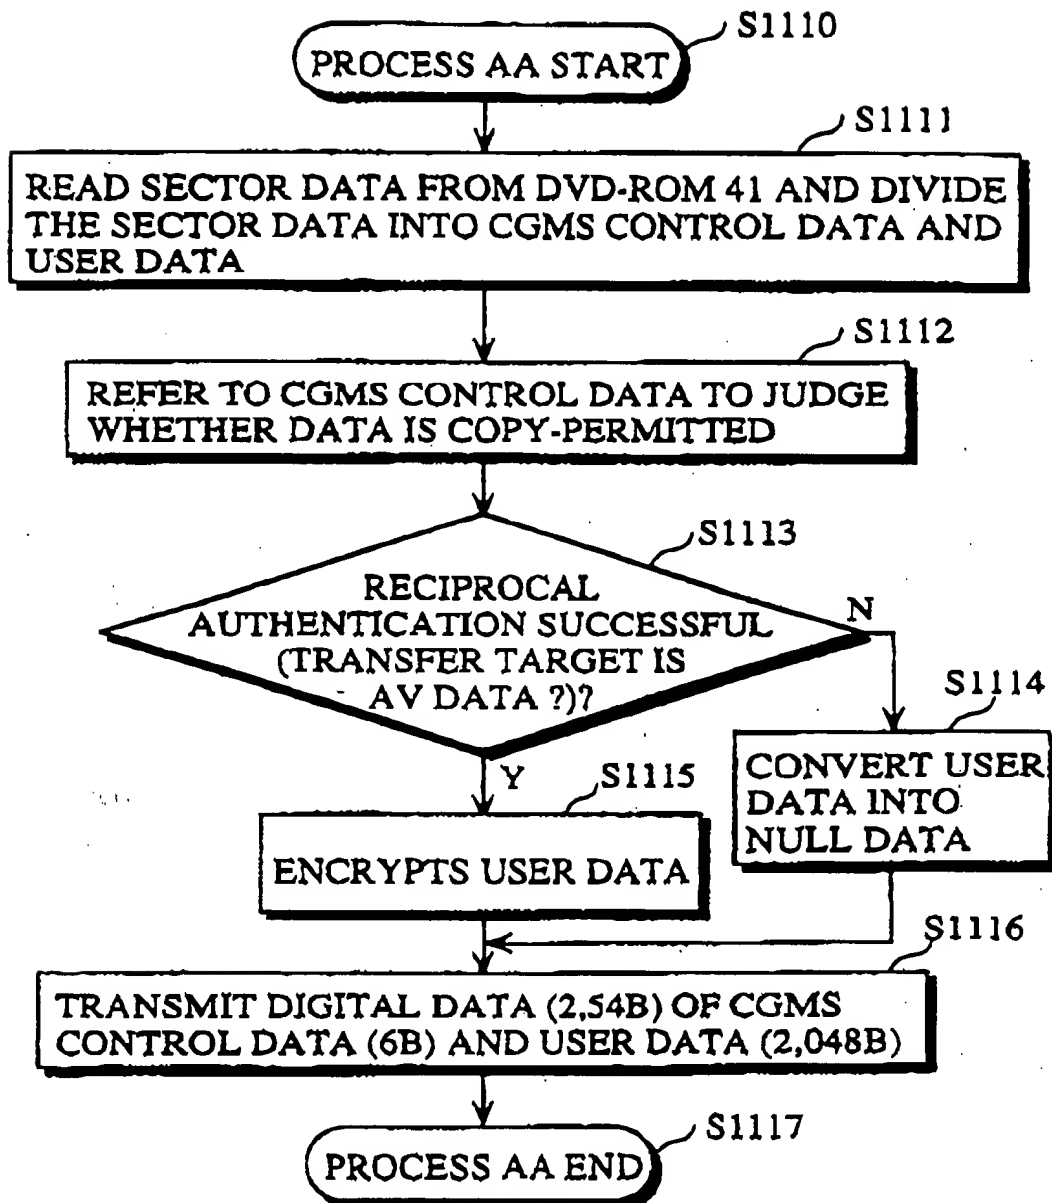 S1110
PROCESS AA START
S1111
READ SECTOR DATA FROM DVD-ROM 41 AND DIVIDE
THE SECTOR DATA INTO CGMS CONTROL DATA AND
USER DATA
S1112
REFER TO CGMS CONTROL DATA TO JUDGE
WHETHER DATA IS COPY-PERMITTED
S1113
RECIPROCAL
AUTHENTICATION SUCCESSFUL
(TRANSFER TARGET IS
AV DATA ?)?
N
S1114
CONVERT USER
DATA INTO
NULL DATA
Y
S1115
ENCRYPTS USER DATA
S1116
TRANSMIT DIGITAL DATA (2,54B) OF CGMS
CONTROL DATA (6B) AND USER DATA (2,048B)
S1117
PROCESS AA END